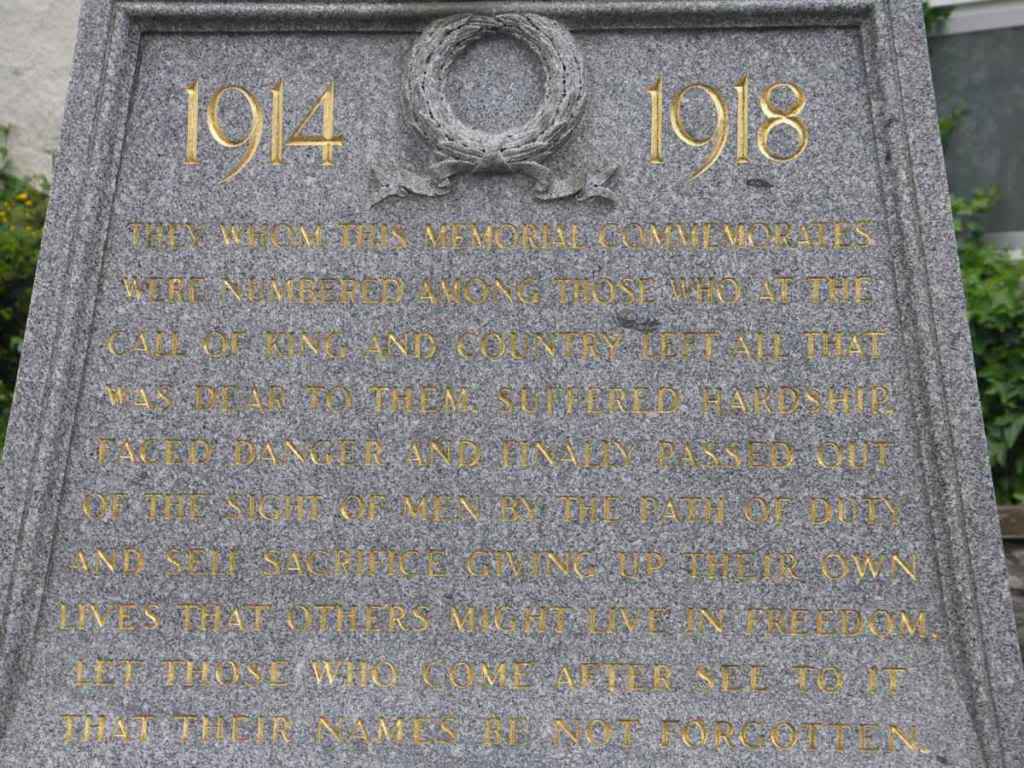 1914 1918
THEY WHOM THIS MEMORIAL COMMEMORATES
WERE NUMBERED AMONG THOSE WHO AT THE
CALL OF KING AND COUNTRY LEFT ALL THAT
WAS DEAR TO THEM, SUFFERED HARDSHIP,
FACED DANGER AND FINALLY PASSED OUT
OF THE SIGHT OF MEN BY THE PATH OF DUTY
AND SELF SACRIFICE GIVING UP THEIR OWN
LIVES THAT OTHERS MIGHT LIVE IN FREEDOM,
LET THOSE WHO COME AFTER SEE TO IT
THAT THEIR NAMES BE NOT FORGOTTEN.